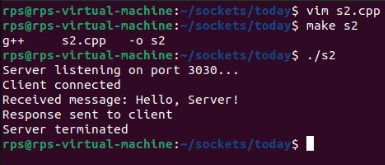 rps@rps-virtual-machine:~/sockets/today$ vim s2.cpp
rps@rps-virtual-machine:~/sockets/today$ make s2
g++     s2.cpp   -o s2
rps@rps-virtual-machine:~/sockets/today$ ./s2
Server listening on port 3030...
Client connected
Received message: Hello, Server!
Response sent to client
Server terminated
rps@rps-virtual-machine:~/sockets/today$